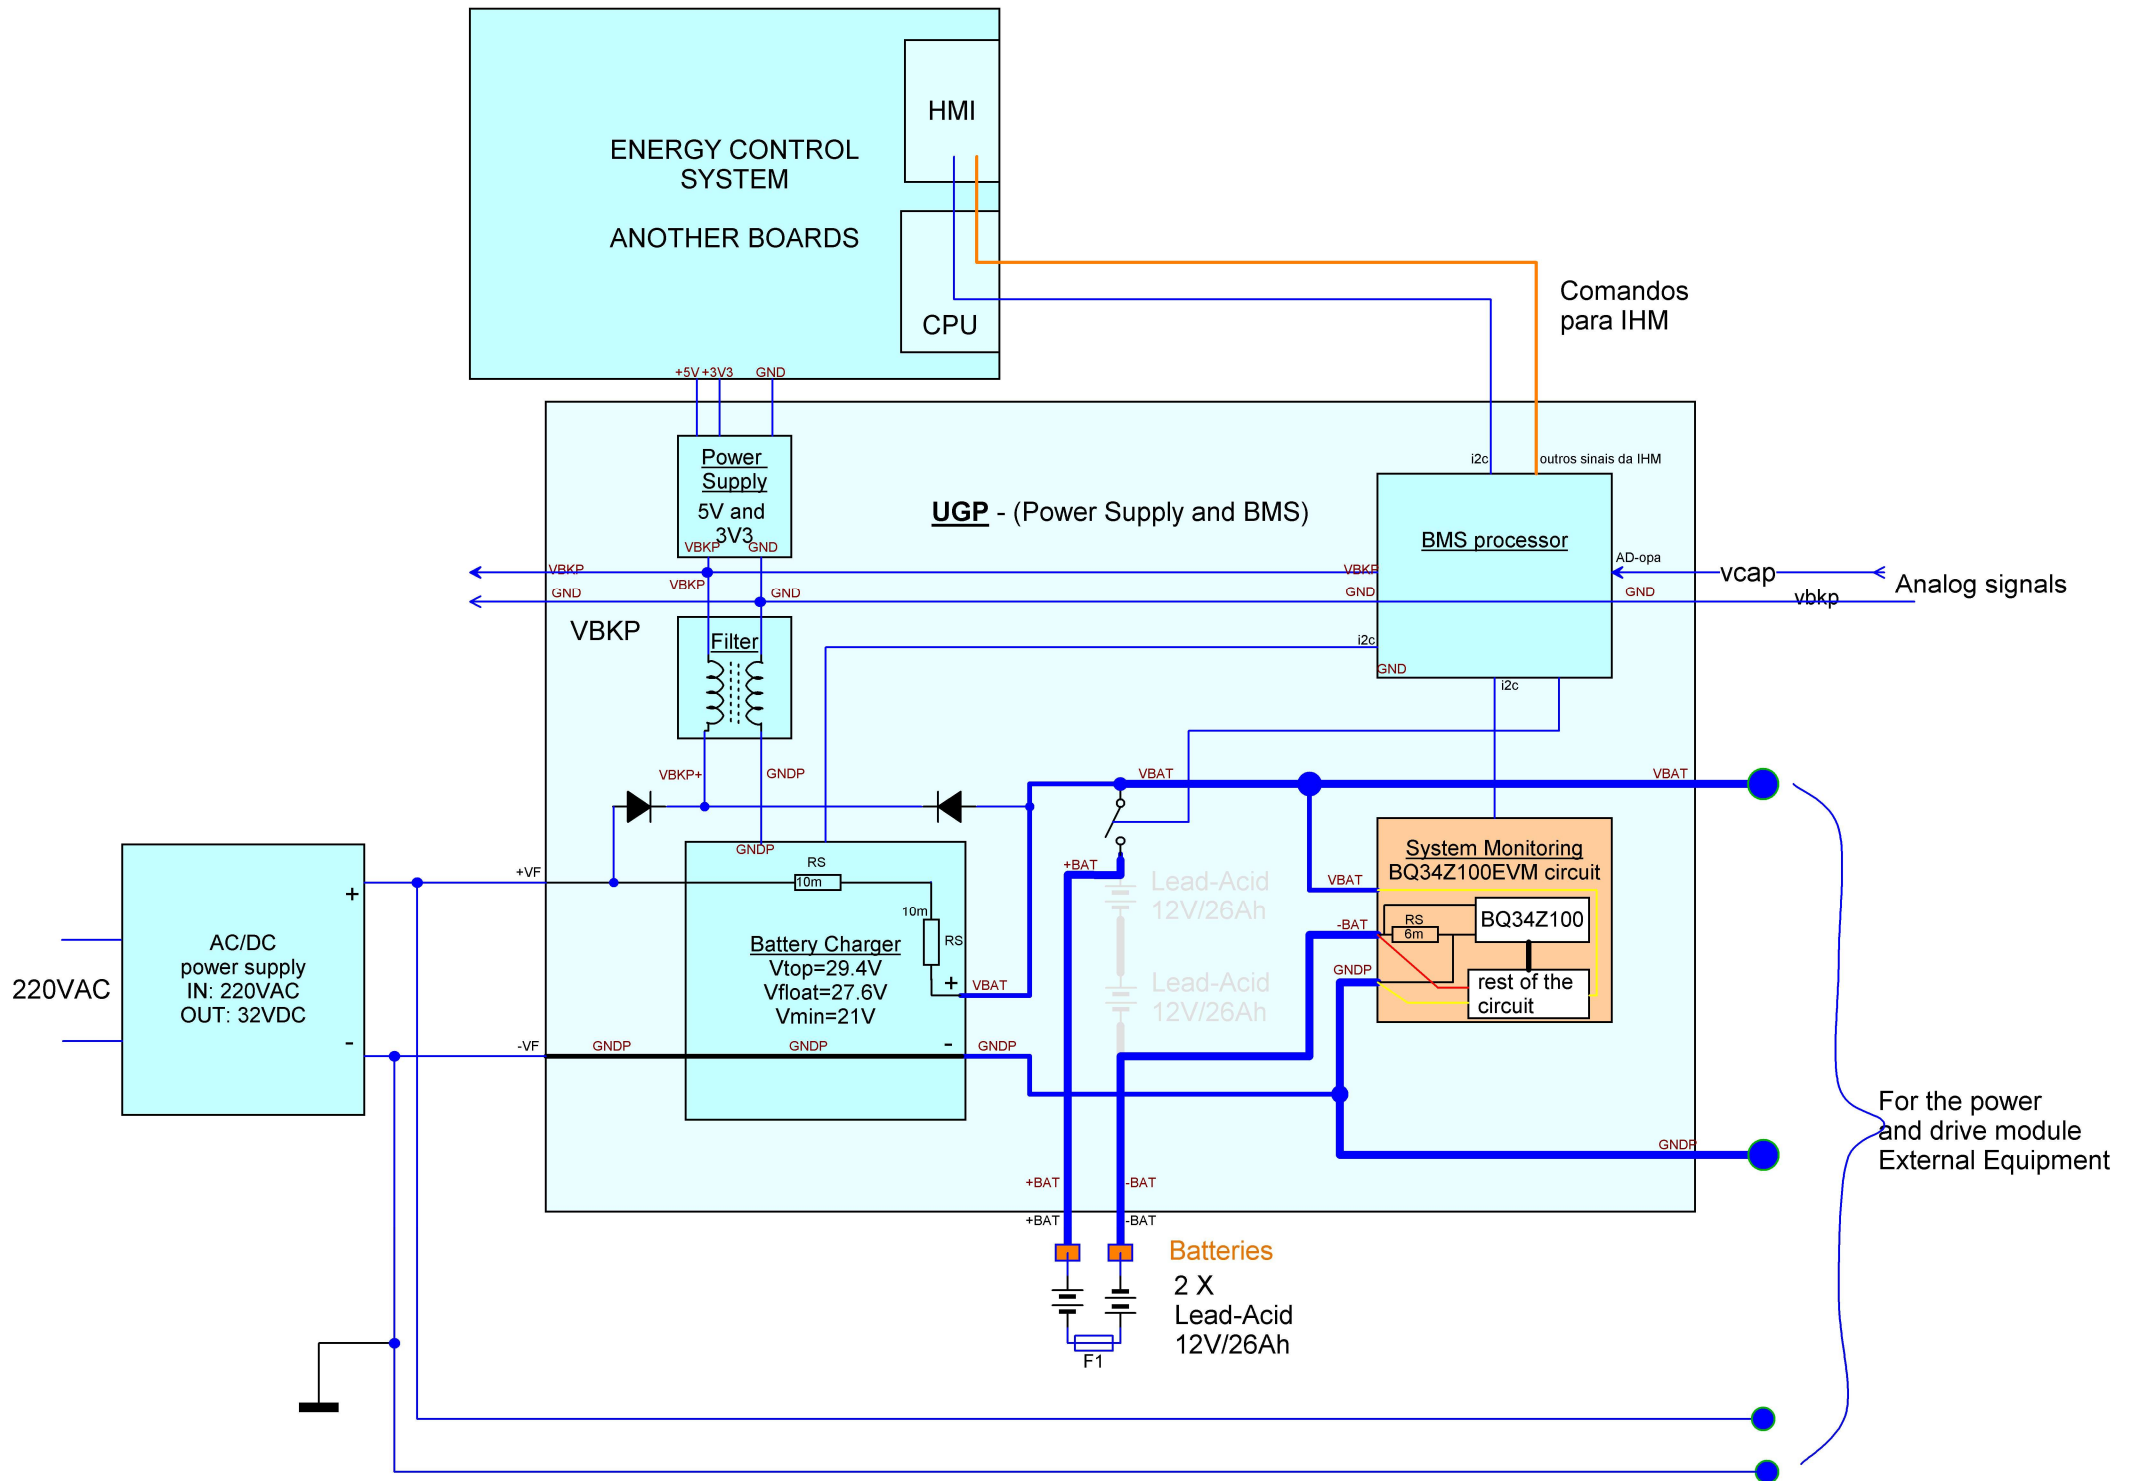 HMI
ENERGY CONTROL
SYSTEM
ANOTHER BOARDS
CPU
Comandos
para IHM
+5V +3V3 GND
Power
Supply
5V and
3V3
VBKP GND
i2c
outros sinais da IHM
UGP - (Power Supply and BMS)
BMS processor
AD-opa
VBKP
VBKP
VBKP
vcap
Analog signals
GND
GND
GND
GND
vbkp
VBKP
Filter
i2c
GND
i2c
VBKP+
GNDP
VBAT
VBAT
GNDP
RS
10m
+VF
10m
RS
Battery Charger
Vtop=29.4V
Vfloat=27.6V
Vmin=21V
+
-
VBAT
+BAT
Lead-Acid
12V/26Ah
Lead-Acid
12V/26Ah
System Monitoring
BQ34Z100EVM circuit
VBAT
-BAT
RS
6m
BQ34Z100
GNDP
rest of the
circuit
+
AC/DC
power supply
IN: 220VAC
OUT: 32VDC
-
220VAC
-VF
GNDP
GNDP
GNDP
For the power
and drive module
External Equipment
GNDP
+BAT
-BAT
+BAT
-BAT
Batteries
2 X
Lead-Acid
12V/26Ah
F1